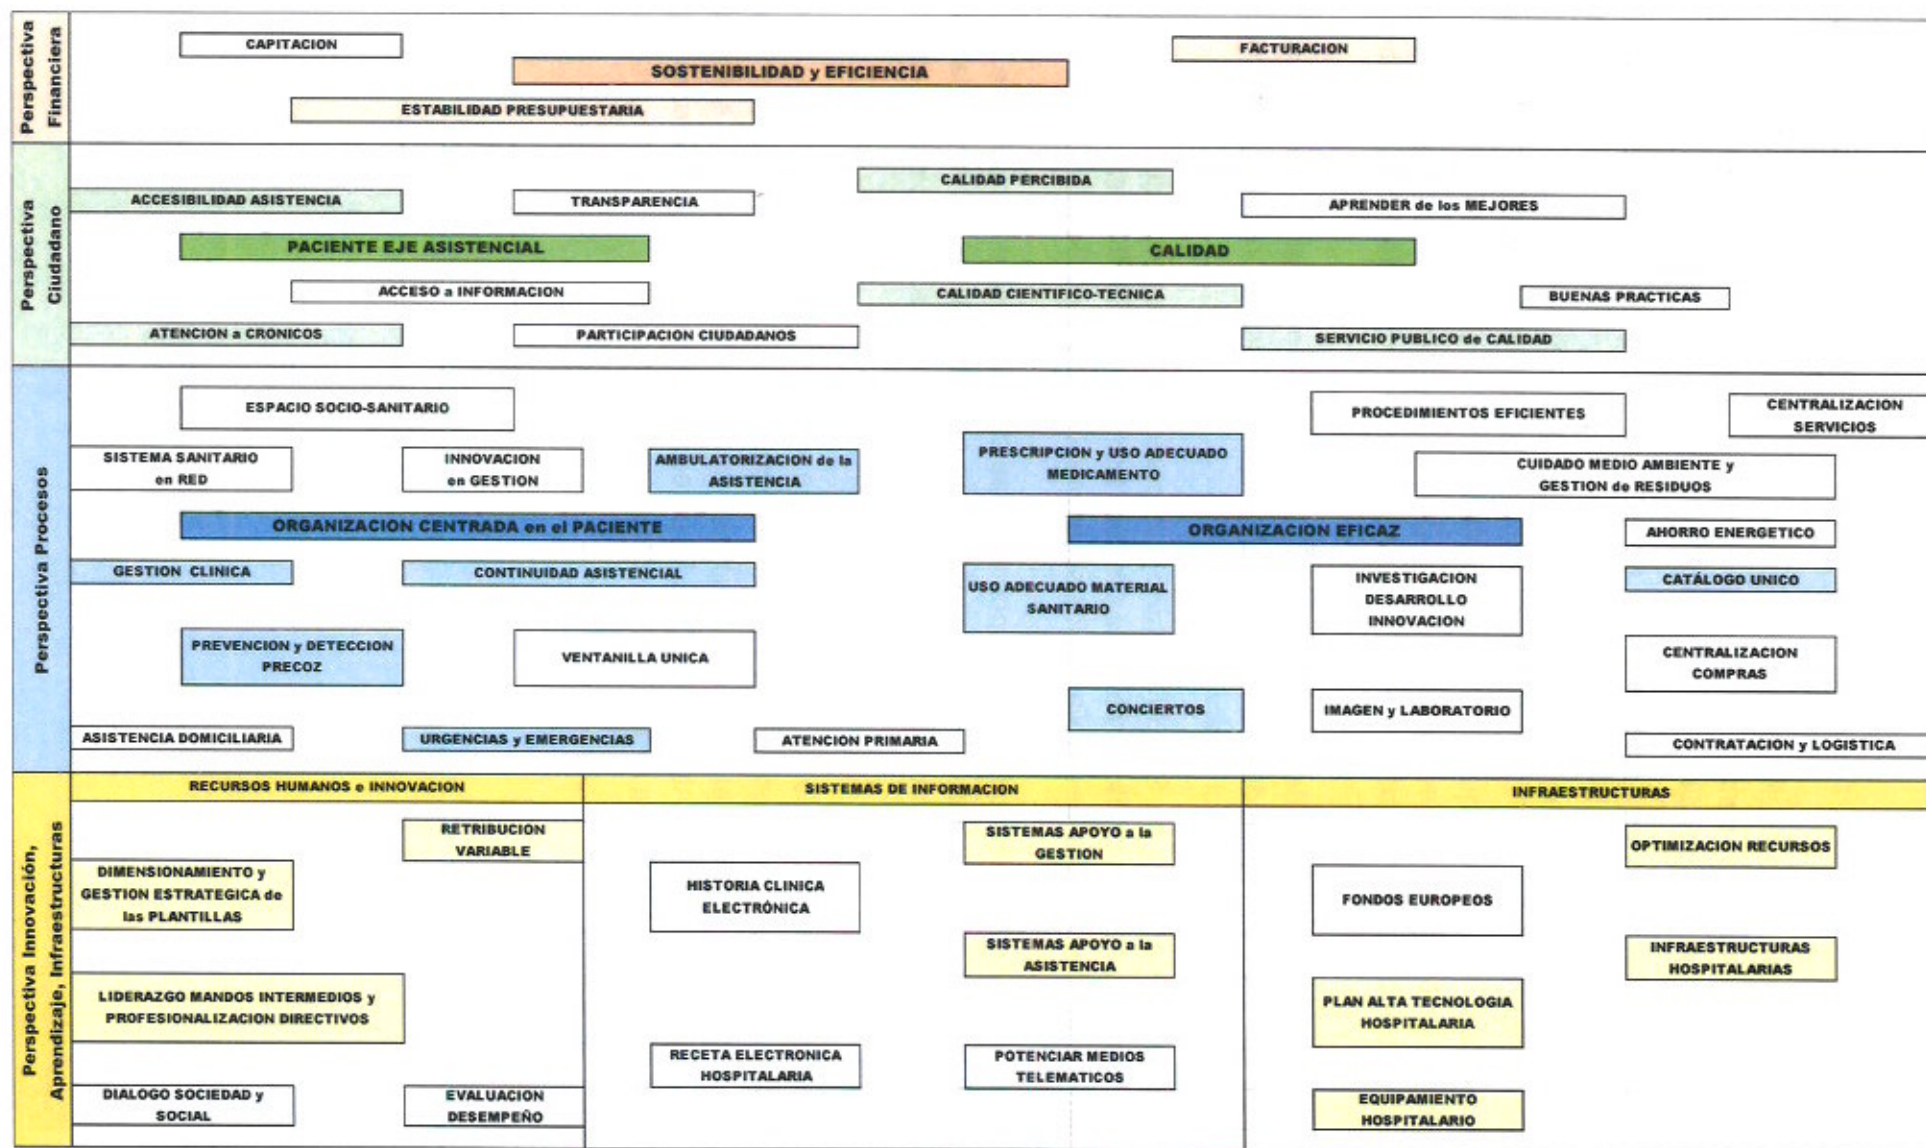 Perspectiva
Financiera
CAPITACION
FACTURACION
SOSTENIBILIDAD y EFICIENCIA
ESTABILIDAD PRESUPUESTARIA
Perspectiva
Ciudadano
CALIDAD PERCIBIDA
ACCESIBILIDAD ASISTENCIA
TRANSPARENCIA
APRENDER de los MEJORES
PACIENTE EJE ASISTENCIAL
CALIDAD
ACCESO a INFORMACION
CALIDAD CIENTIFICO-TECNICA
BUENAS PRACTICAS
ATENCION a CRONICOS
PARTICIPACION CIUDADANOS
SERVICIO PUBLICO de CALIDAD
Perspectiva Procesos
ESPACIO SOCIO-SANITARIO
PROCEDIMIENTOS EFICIENTES
CENTRALIZACION
SERVICIOS
SISTEMA SANITARIO
en RED
INNOVACION
en GESTION
AMBULATORIZACION de la
ASISTENCIA
PRESCRIPCION y USO ADECUADO
MEDICAMENTO
CUIDADO MEDIO AMBIENTE y
GESTION de RESIDUOS
ORGANIZACION CENTRADA en el PACIENTE
ORGANIZACION EFICAZ
AHORRO ENERGETICO
GESTION CLINICA
CONTINUIDAD ASISTENCIAL
USO ADECUADO MATERIAL
SANITARIO
INVESTIGACION
DESARROLLO
INNOVACION
CATÁLOGO UNICO
PREVENCION y DETECCION
PRECOZ
VENTANILLA UNICA
CENTRALIZACION
COMPRAS
CONCIERTOS
IMAGEN y LABORATORIO
ASISTENCIA DOMICILIARIA
URGENCIAS y EMERGENCIAS
ATENCION PRIMARIA
CONTRATACION y LOGISTICA
Perspectiva Innovación,
Aprendizaje, Infraestructuras
RECURSOS HUMANOS e INNOVACION
SISTEMAS DE INFORMACION
INFRAESTRUCTURAS
RETRIBUCION
VARIABLE
SISTEMAS APOYO a la
GESTION
OPTIMIZACION RECURSOS
DIMENSIONAMIENTO y
GESTION ESTRATEGICA de
las PLANTILLAS
HISTORIA CLINICA
ELECTRÓNICA
FONDOS EUROPEOS
SISTEMAS APOYO a la
ASISTENCIA
INFRAESTRUCTURAS
HOSPITALARIAS
LIDERAZGO MANDOS INTERMEDIOS y
PROFESIONALIZACION DIRECTIVOS
PLAN ALTA TECNOLOGIA
HOSPITALARIA
RECETA ELECTRONICA
HOSPITALARIA
POTENCIAR MEDIOS
TELEMATICOS
DIALOGO SOCIEDAD y
SOCIAL
EVALUACION
DESEMPEÑO
EQUIPAMIENTO
HOSPITALARIO